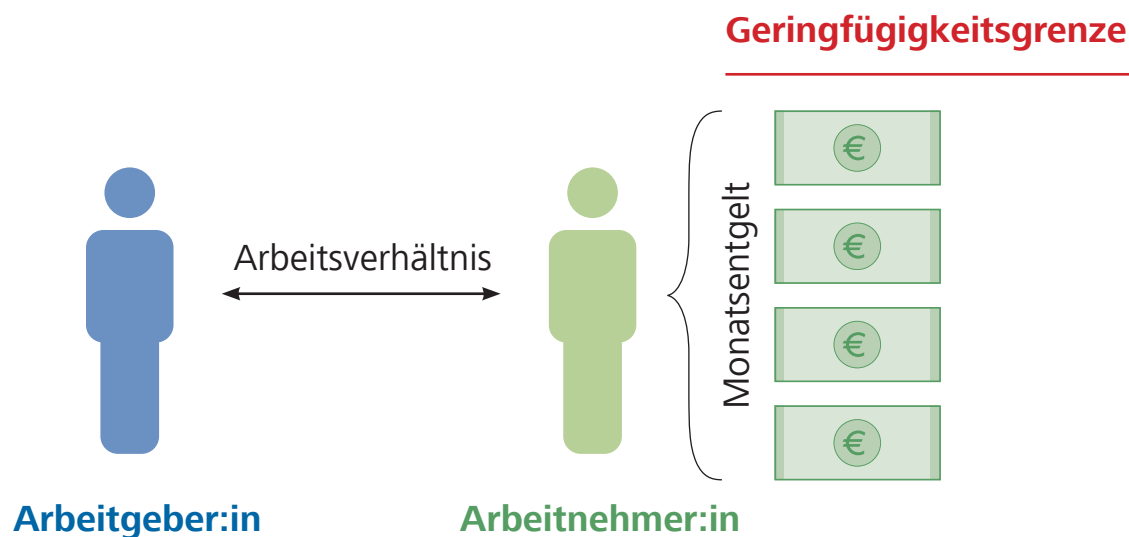 Geringfügigkeitsgrenze
Arbeitsverhältnis
Monatsentgelt
€
€
€
€
Arbeitgeber:in
Arbeitnehmer:in